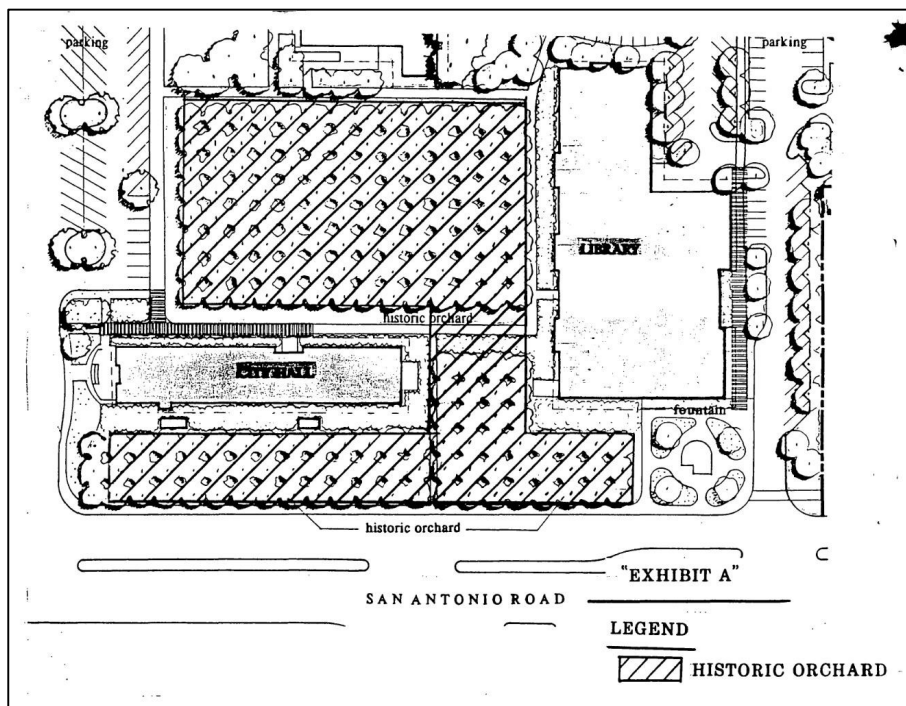 parking
parking
LIBRARY
historic orchard
CITY HALL
fountain
historic orchard
"EXHIBIT A"
SAN ANTONIO ROAD
LEGEND
HISTORIC ORCHARD